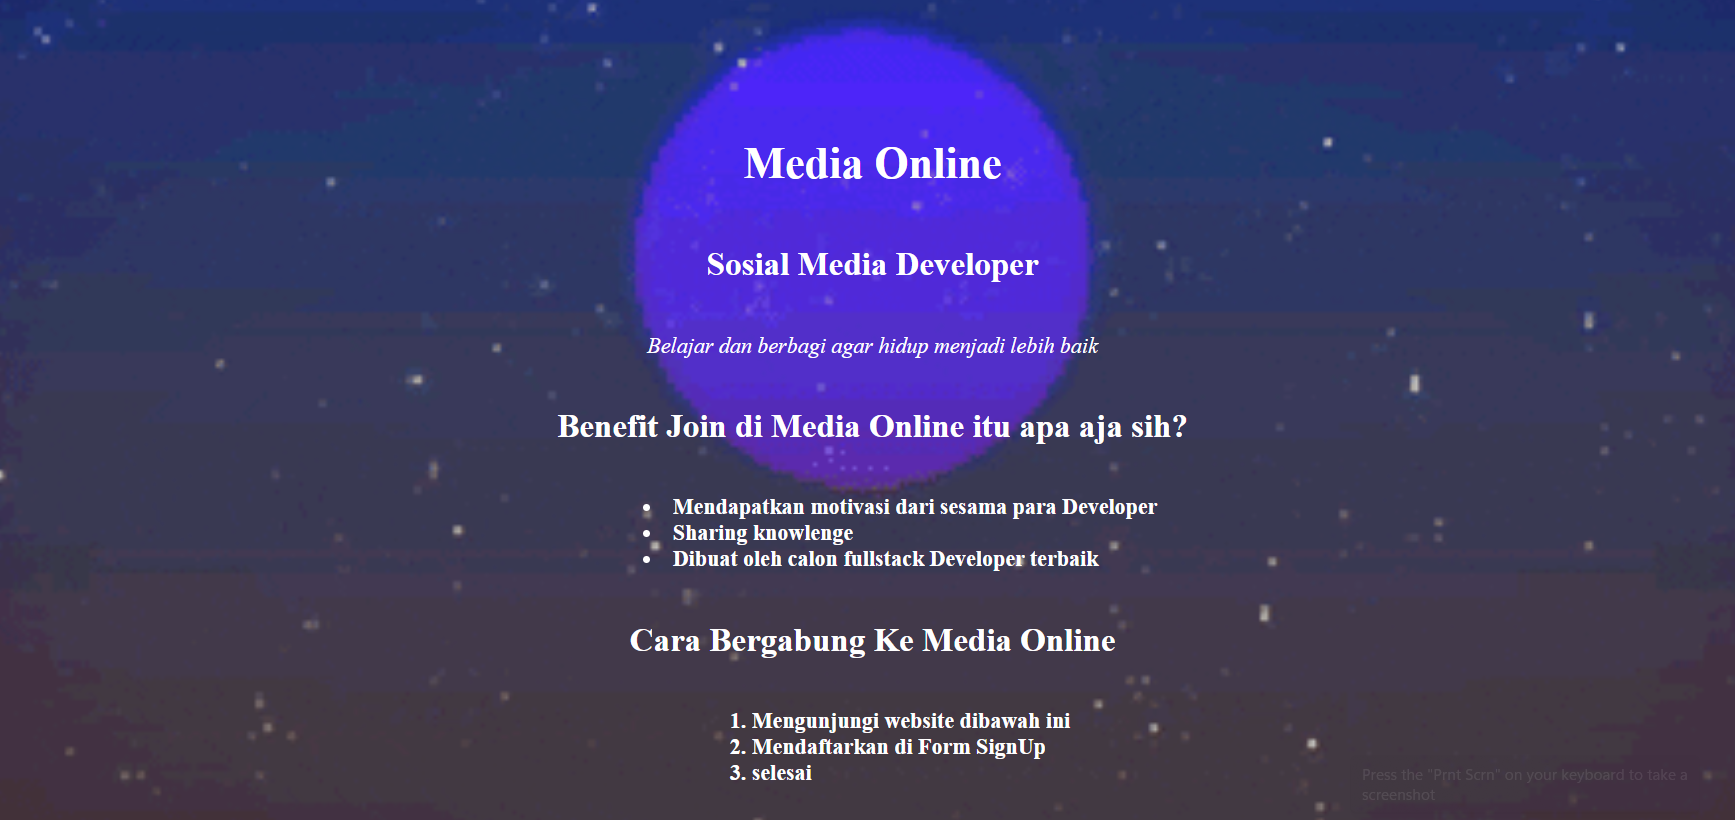 Media Online
Sosial Media Developer
Belajar dan berbagi agar hidup menjadi lebih baik
Benefit Join di Media Online itu apa aja sih?
• Mendapatkan motivasi dari sesama para Developer
• Sharing knowlenge
• Dibuat oleh calon fullstack Developer terbaik
Cara Bergabung Ke Media Online
1. Mengunjungi website dibawah ini
2. Mendaftarkan di Form SignUp
3. selesai
Press the "Prnt Scrn" on your keyboard to take a
screenshot